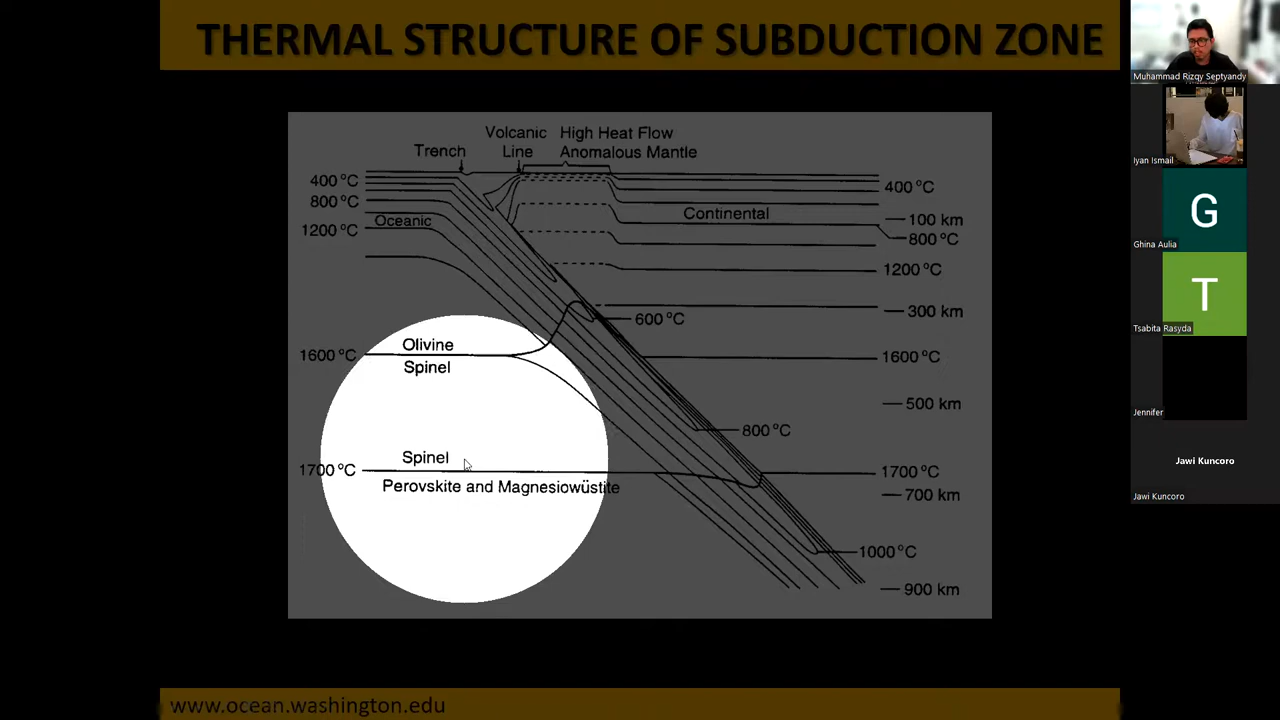 THERMAL STRUCTURE OF SUBDUCTION ZONE
Volcanic
Line
High Heat Flow
Anomalous Mantle
Trench
400 °C
800 °C
Oceanic
1200 °C
Continental
400 °C
100 km
800 °C
1200 °C
300 km
600 °C
Olivine
1600 °C
Spinel
1600 °C
500 km
800 °C
Spinel
1700 °C
Perovskite and Magnesiowüstite
1700 °C
700 km
1000 °C
900 km
www.ocean.washington.edu
Muhammad Rizqy Septyandy
Iyan Ismail
G
Ghina Aulia
T
Tsabita Rasyda
Jennifer
Jawi Kuncoro
Jawi Kuncoro